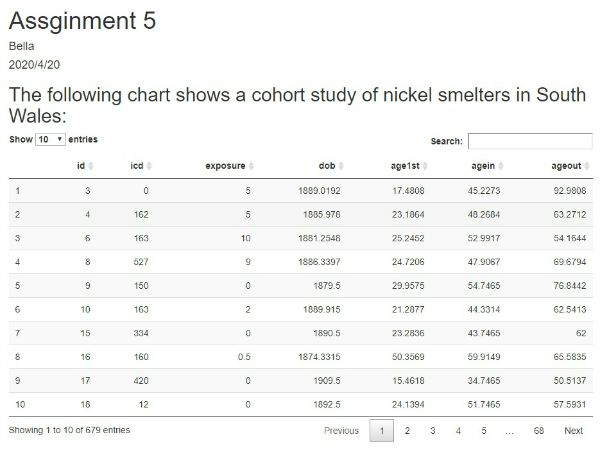 Assginment 5
Bella
2020/4/20
The following chart shows a cohort study of nickel smelters in South
Wales:
Show 10 entries Search:
id icd exposure dob age1st agein ageout
1 3 0 5 1889.0192 17.4808 45.2273 92.9808
2 4 162 5 1885.978 23.1864 48.2684 63.2712
3 6 163 10 1881.2548 25.2452 52.9917 54.1644
4 8 527 9 1886.3397 24.7206 47.9067 69.6794
5 9 150 0 1879.5 29.9575 54.7465 76.8442
6 10 163 2 1889.915 21.2877 44.3314 62.5413
7 15 334 0 1890.5 23.2836 43.7465 62
8 16 160 0.5 1874.3315 50.3569 59.9149 65.5835
9 17 420 0 1909.5 15.4618 34.7465 50.5137
10 18 12 0 1892.5 24.1394 51.7465 57.5931
Showing 1 to 10 of 679 entries Previous 1 2 3 4 5 … 68 Next